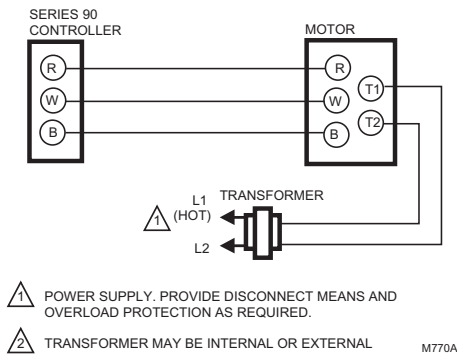 SERIES 90
CONTROLLER
MOTOR
R
R
T1
W
W
T2
B
B
L1
(HOT)
TRANSFORMER
1
L2
1 POWER SUPPLY. PROVIDE DISCONNECT MEANS AND
OVERLOAD PROTECTION AS REQUIRED.
2 TRANSFORMER MAY BE INTERNAL OR EXTERNAL
M770A